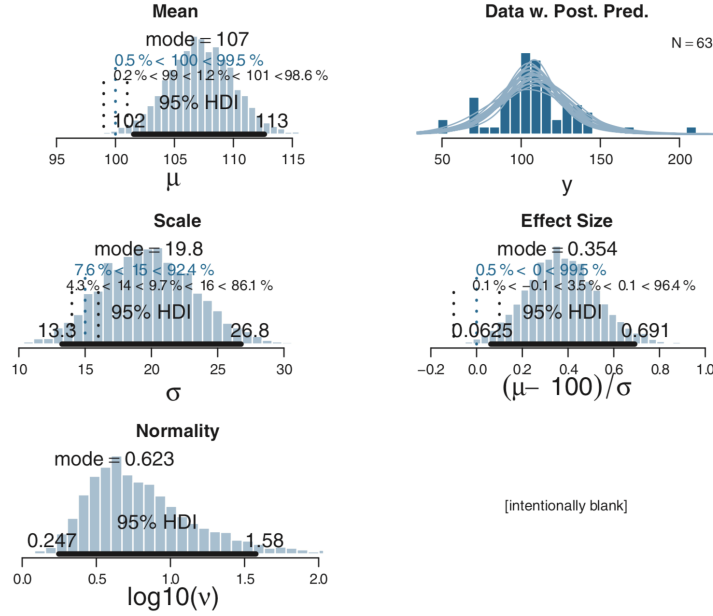 Mean
mode = 107
0.5 % < 100 < 99.5 %
0.2 % < 99 < 1.2 % < 101 < 98.6 %
95% HDI
102 113
95 100 105 110 115
μ
Data w. Post. Pred.
N = 63
50 100 150 200
y
Scale
mode = 19.8
7.6 % < 15 < 92.4 %
4.3 % < 14 < 9.7 % < 16 < 86.1 %
95% HDI
13.3 26.8
10 15 20 25 30
σ
Effect Size
mode = 0.354
0.5 % < 0 < 99.5 %
0.1 % < −0.1 < 3.5 % < 0.1 < 96.4 %
95% HDI
0.0625 0.691
−0.2 0.0 0.2 0.4 0.6 0.8 1.0
(μ− 100)/σ
Normality
mode = 0.623
95% HDI
0.247 1.58
0.0 0.5 1.0 1.5 2.0
log10(ν)
[intentionally blank]